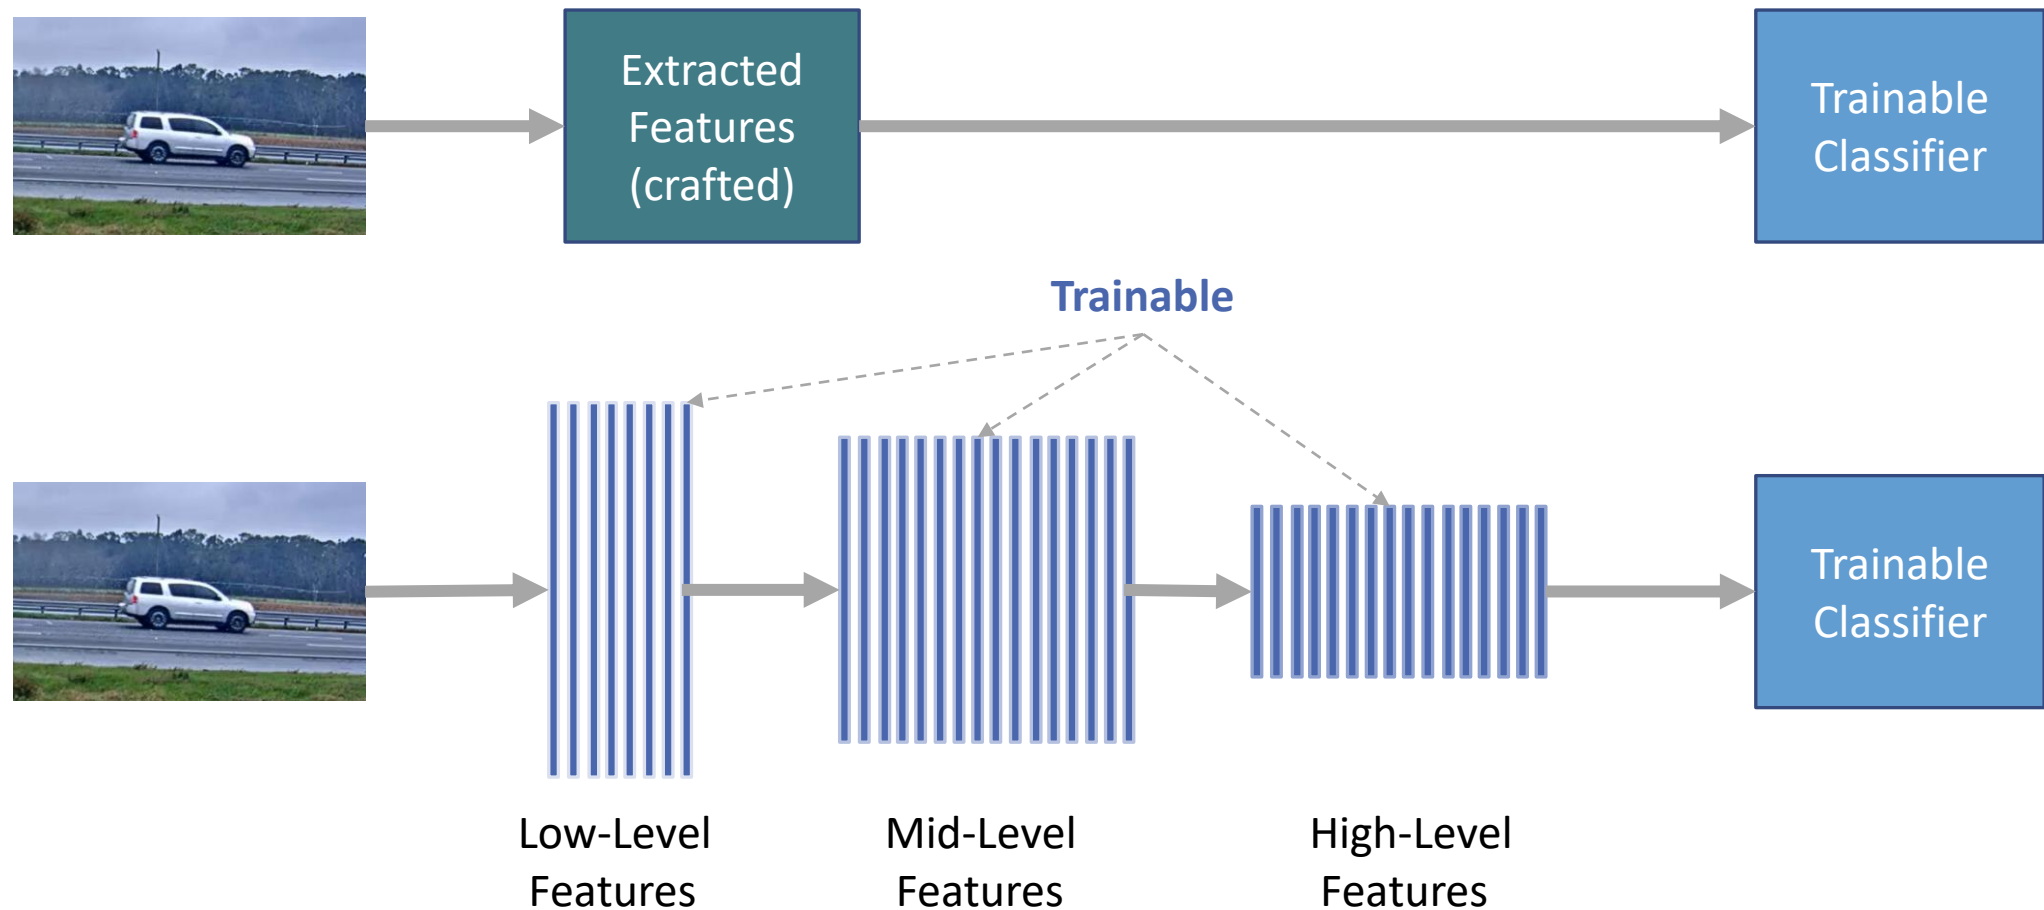 Extracted
Features
(crafted)
Trainable
Classifier
Trainable
Trainable
Classifier
Low-Level
Features
Mid-Level
Features
High-Level
Features